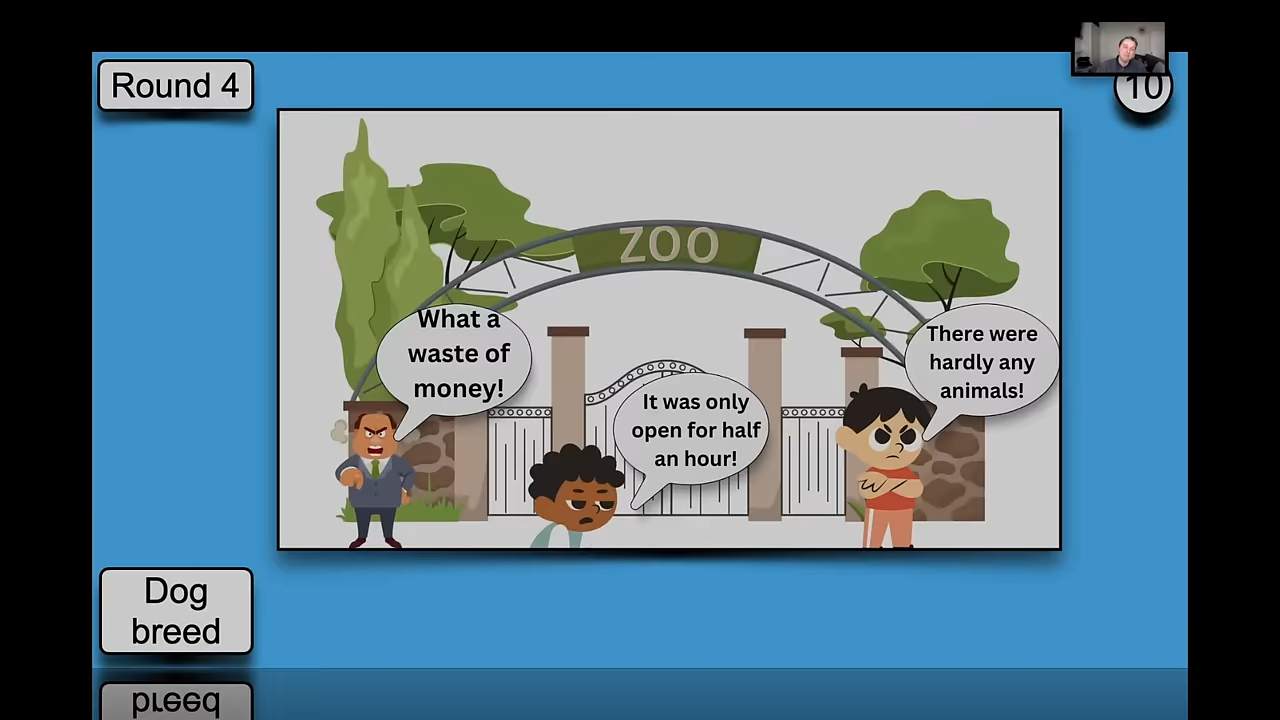 Round 4
10
ZOO
What a
waste of
money!
It was only
open for half
an hour!
There were
hardly any
animals!
Dog
breed
breed